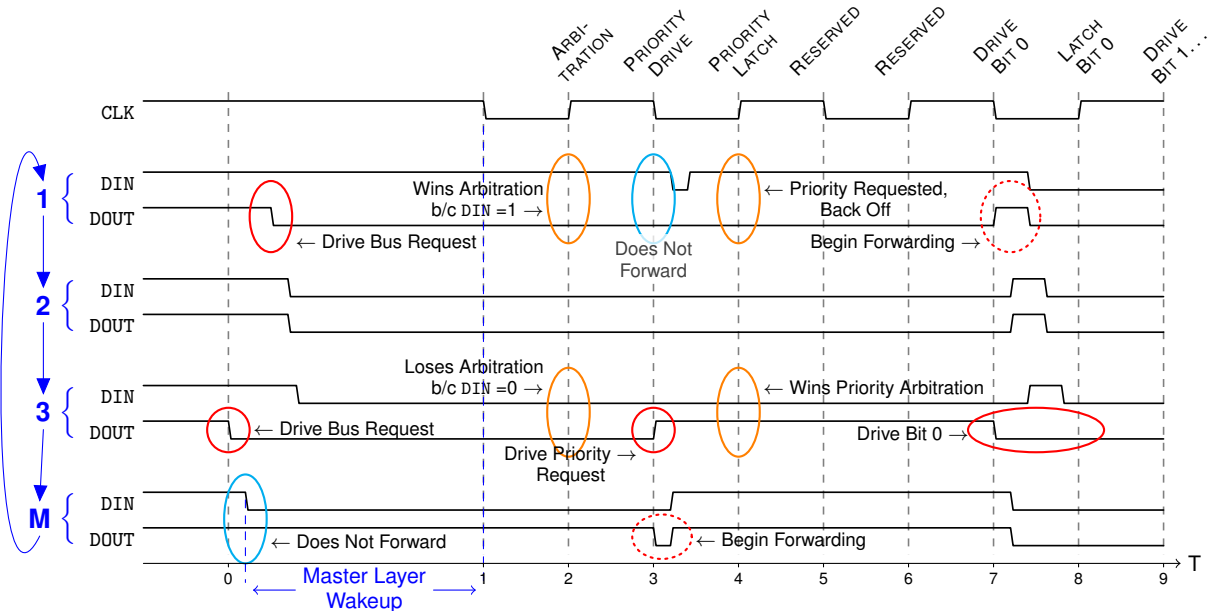 ARBI-
TRATION
PRIORITY
DRIVE
PRIORITY
LATCH
RESERVED
RESERVED
DRIVE
BIT 0
LATCH
BIT 0
DRIVE
BIT 1...
CLK
1
DIN
DOUT
Wins Arbitration
b/c DIN =1 →
← Priority Requested,
Back Off
← Drive Bus Request
Does Not
Forward
Begin Forwarding →
2
DIN
DOUT
3
DIN
DOUT
Loses Arbitration
b/c DIN =0 →
← Wins Priority Arbitration
← Drive Bus Request
Drive Priority →
Request
Drive Bit 0 →
M
DIN
DOUT
← Does Not Forward
← Begin Forwarding
T
0 1 2 3 4 5 6 7 8 9
Master Layer
Wakeup